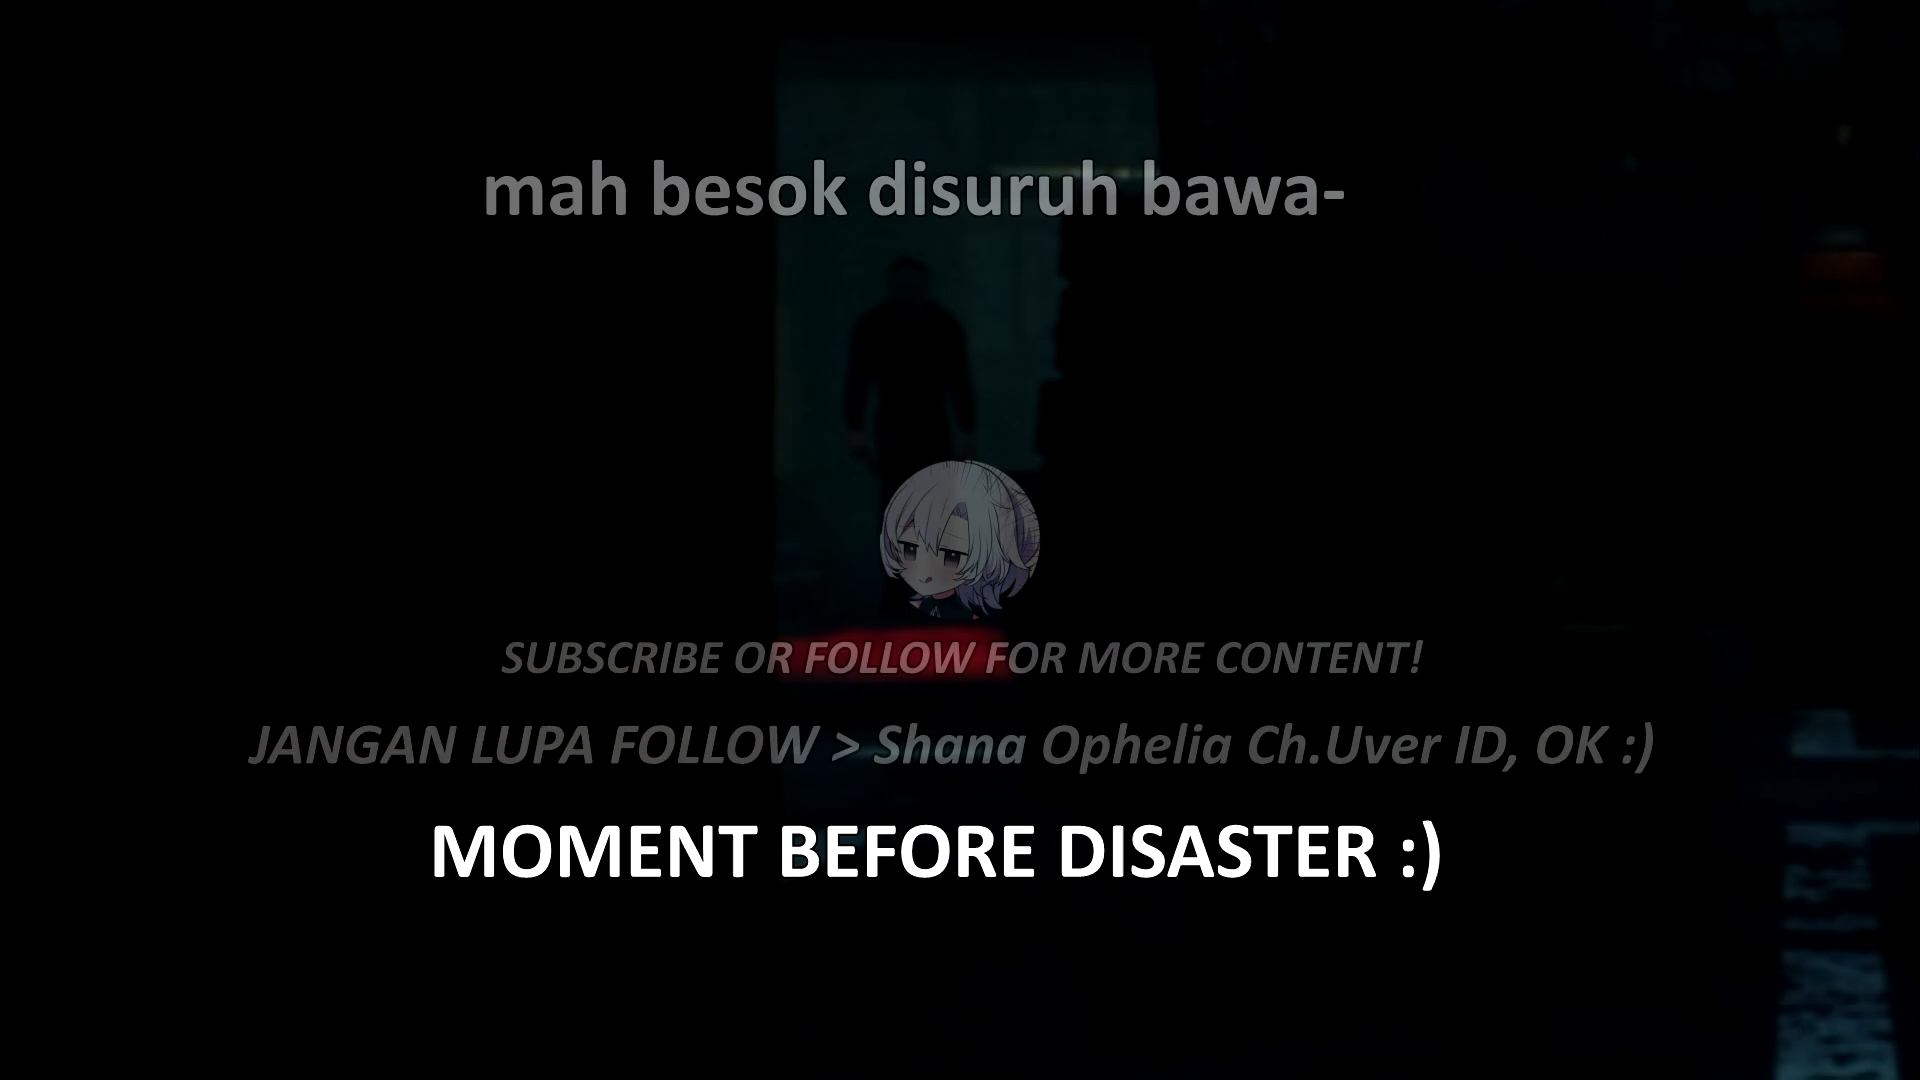 mah besok disuruh bawa-
SUBSCRIBE OR FOLLOW FOR MORE CONTENT!
JANGAN LUPA FOLLOW > Shana Ophelia Ch.Uver ID, OK :)
MOMENT BEFORE DISASTER :)